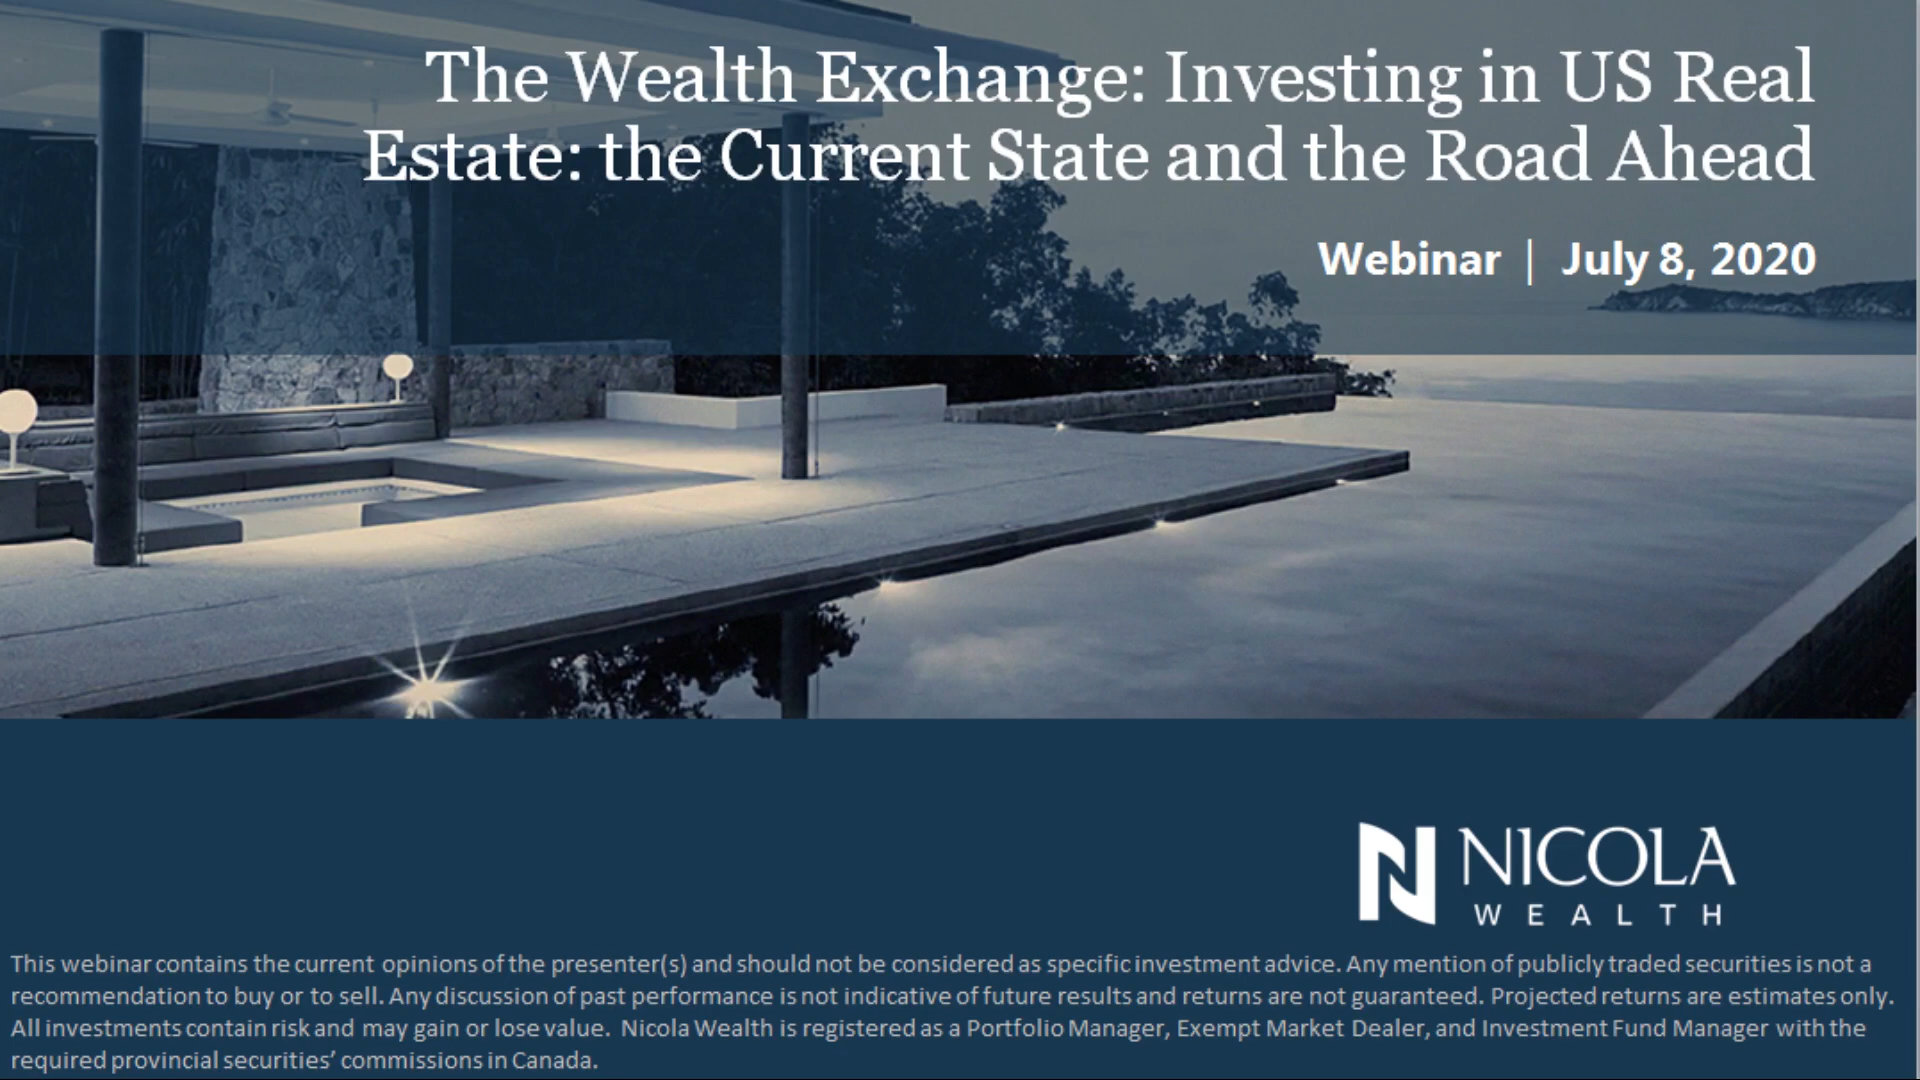 The Wealth Exchange: Investing in US Real
Estate: the Current State and the Road Ahead
Webinar | July 8, 2020
NICOLA
WEALTH
This webinar contains the current opinions of the presenter(s) and should not be considered as specific investment advice. Any mention of publicly traded securities is not a
recommendation to buy or to sell. Any discussion of past performance is not indicative of future results and returns are not guaranteed. Projected returns are estimates only.
All investments contain risk and may gain or lose value. Nicola Wealth is registered as a Portfolio Manager, Exempt Market Dealer, and Investment Fund Manager with the
required provincial securities’ commissions in Canada.